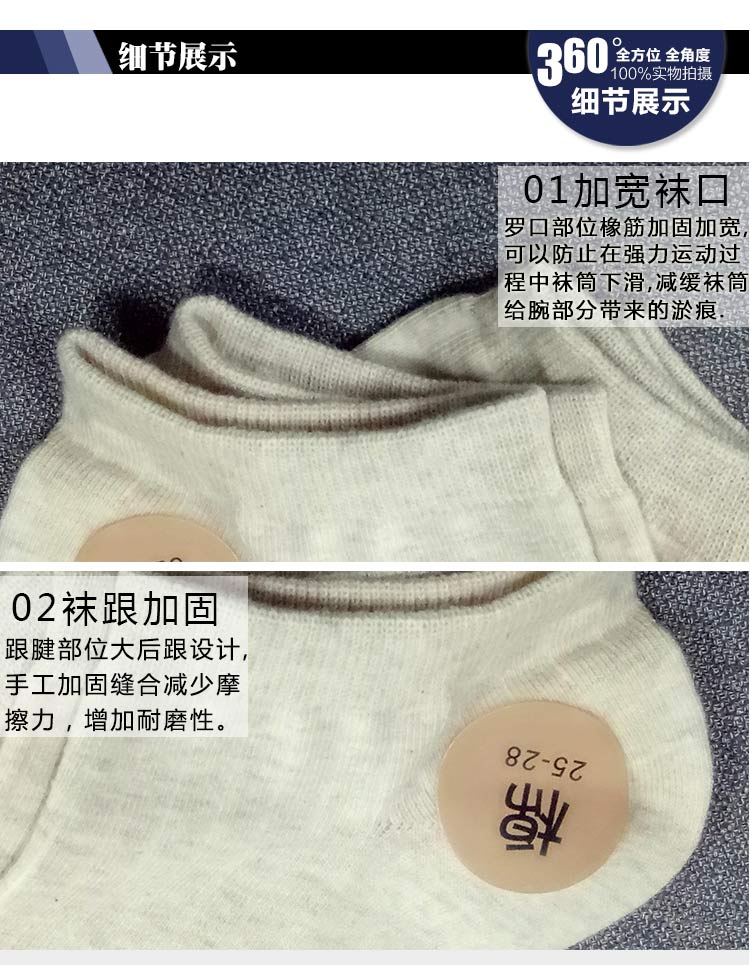 细节展示
360°
全方位 全角度
100%实物拍摄
细节展示
01加宽袜口
罗口部位橡筋加固加宽,
可以防止在强力运动过
程中袜筒下滑,减缓袜筒
给腕部分带来的淤痕.
02袜跟加固
跟腱部位大后跟设计,
手工加固缝合减少摩
擦力，增加耐磨性。
25-28
棉